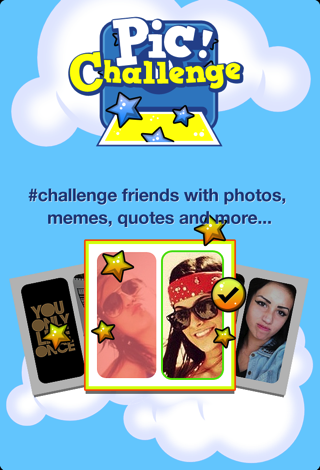 Pic!
Challenge
#challenge friends with photos,
memes, quotes and more...
YOU
ONLY
LIVE
ONCE